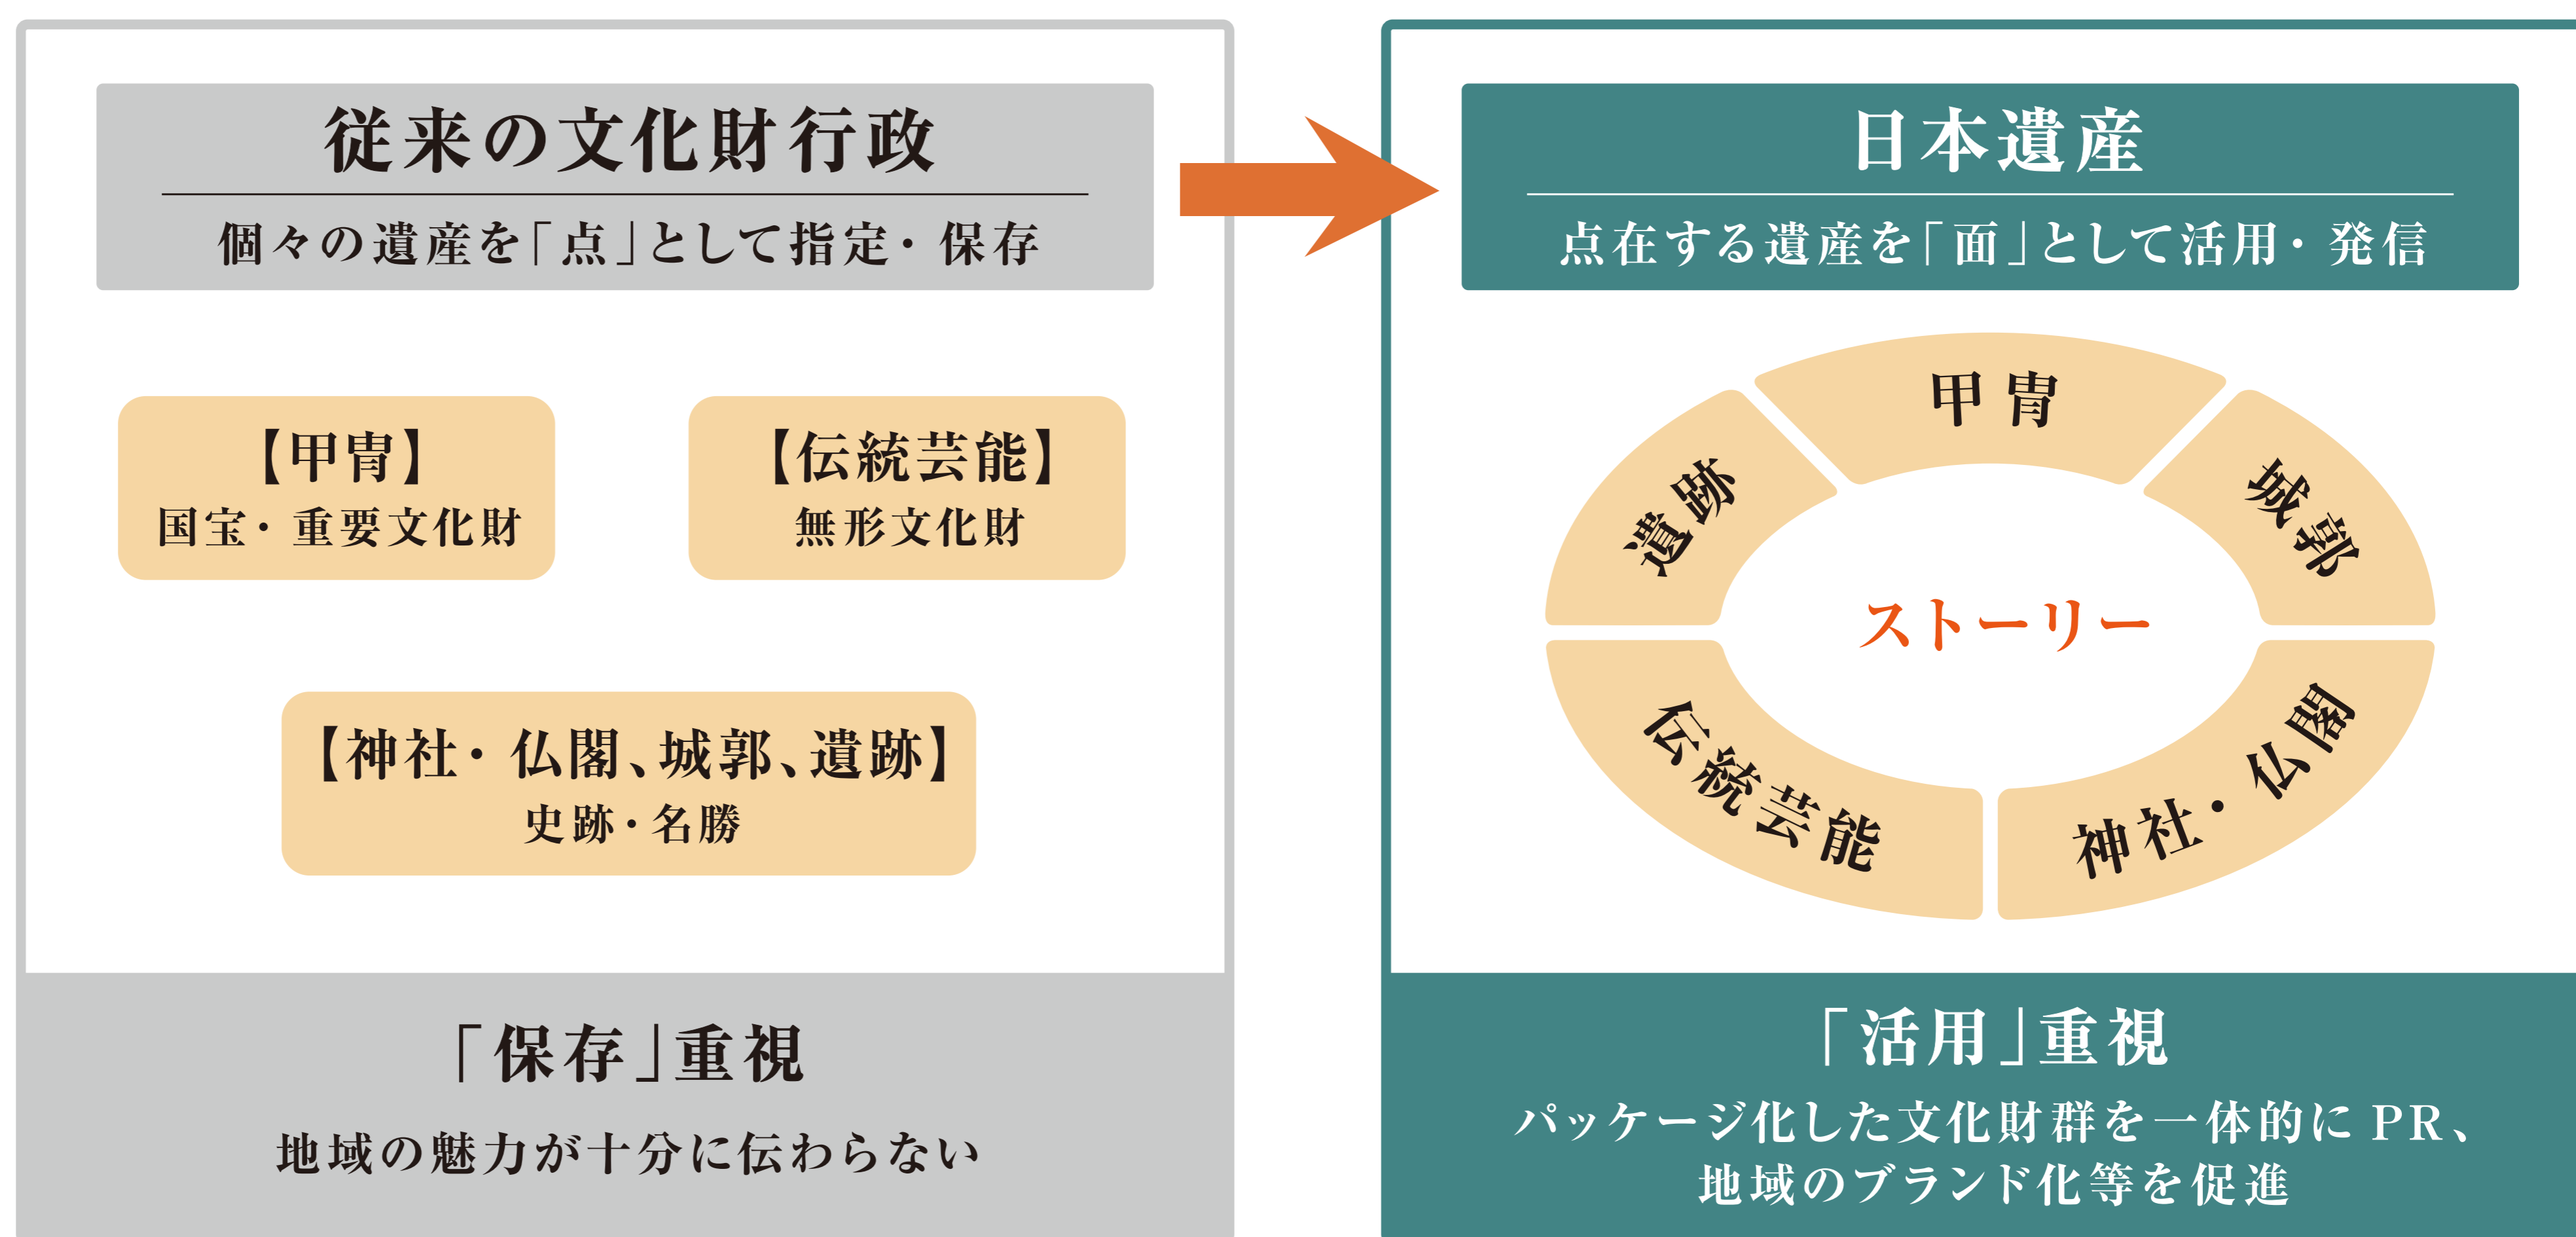 従来の文化財行政
個々の遺産を「点」として指定・保存
【甲冑】
国宝・重要文化財
【伝統芸能】
無形文化財
【神社・仏閣、城郭、遺跡】
史跡・名勝
「保存」重視
地域の魅力が十分に伝わらない
日本遺産
点在する遺産を「面」として活用・発信
甲冑
城郭
神社・仏閣
伝統芸能
遺跡
ストーリー
「活用」重視
パッケージ化した文化財群を一体的に PR、
地域のブランド化等を促進